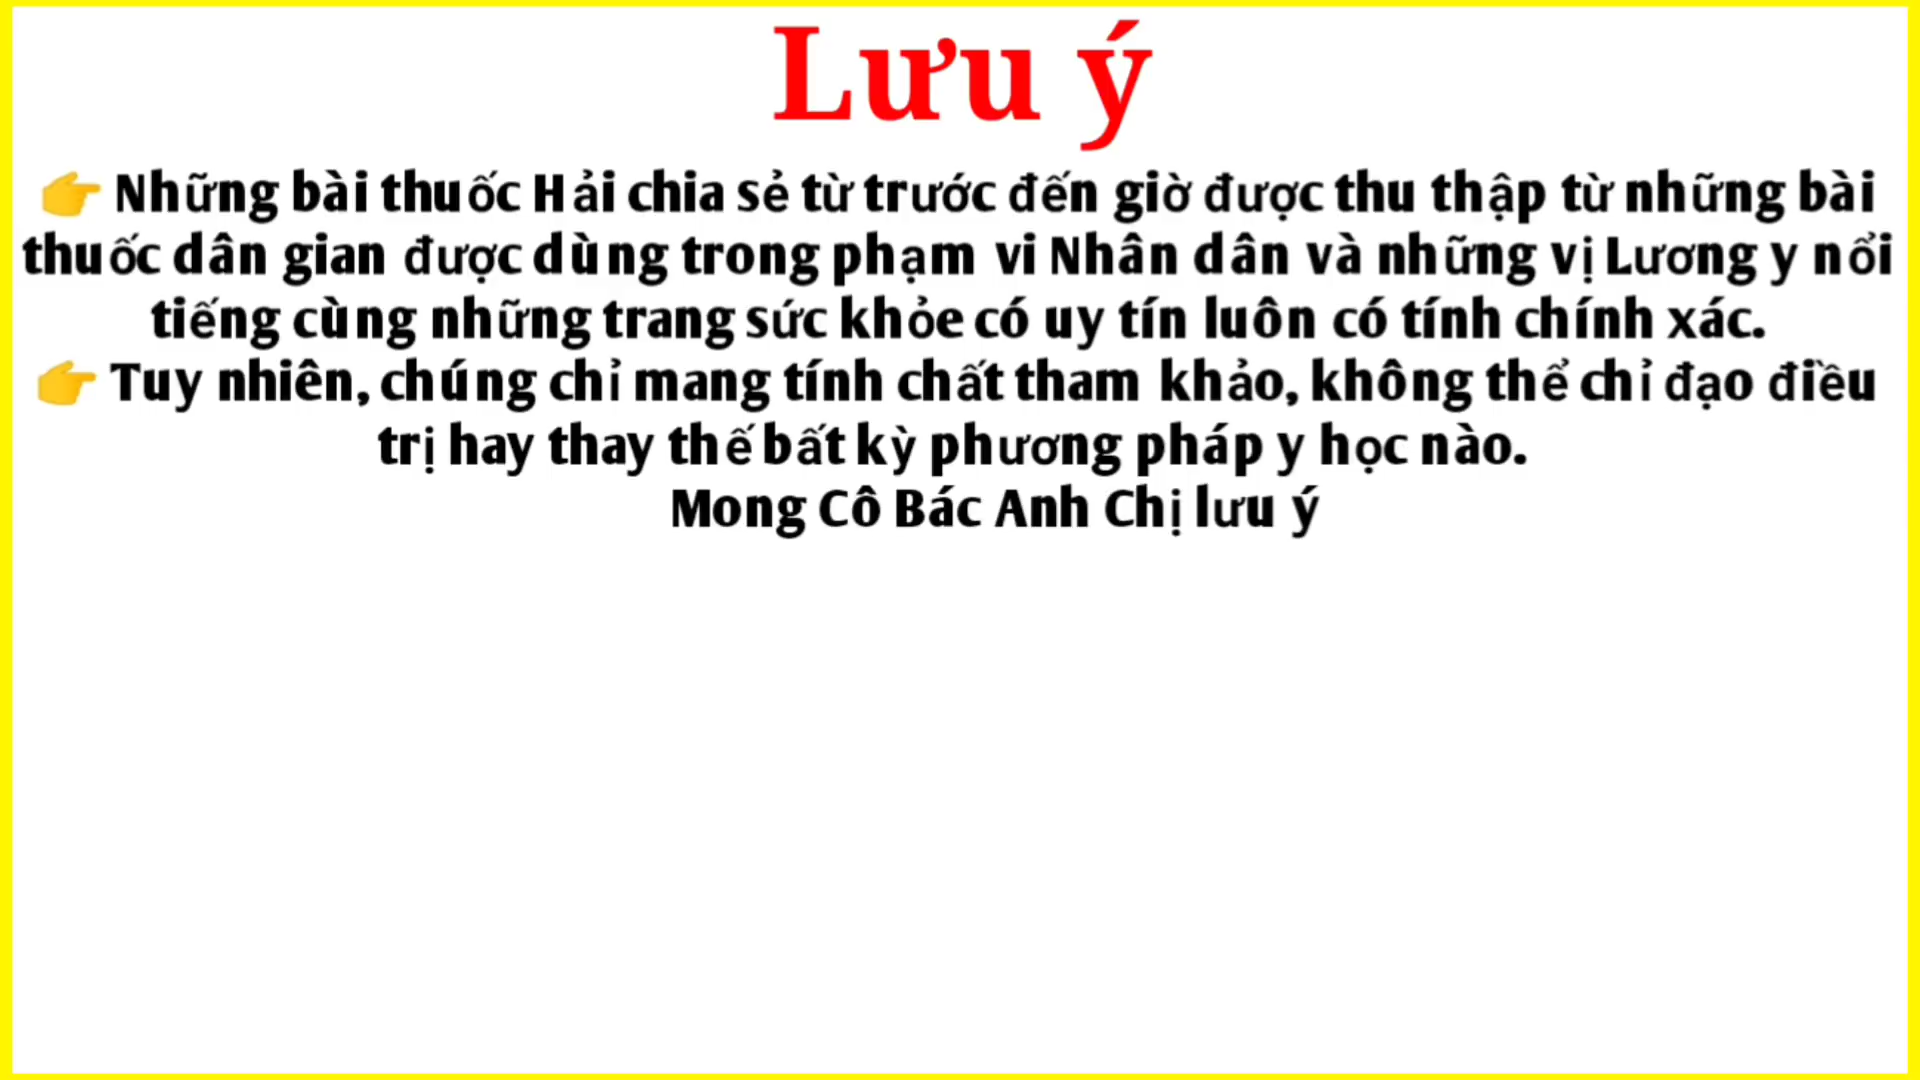 Lưu ý
👉 Những bài thuốc Hải chia sẻ từ trước đến giờ được thu thập từ những bài
thuốc dân gian được dùng trong phạm vi Nhân dân và những vị Lương y nổi
tiếng cùng những trang sức khỏe có uy tín luôn có tính chính xác.
👉 Tuy nhiên, chúng chỉ mang tính chất tham khảo, không thể chỉ đạo điều
trị hay thay thế bất kỳ phương pháp y học nào.
Mong Cô Bác Anh Chị lưu ý